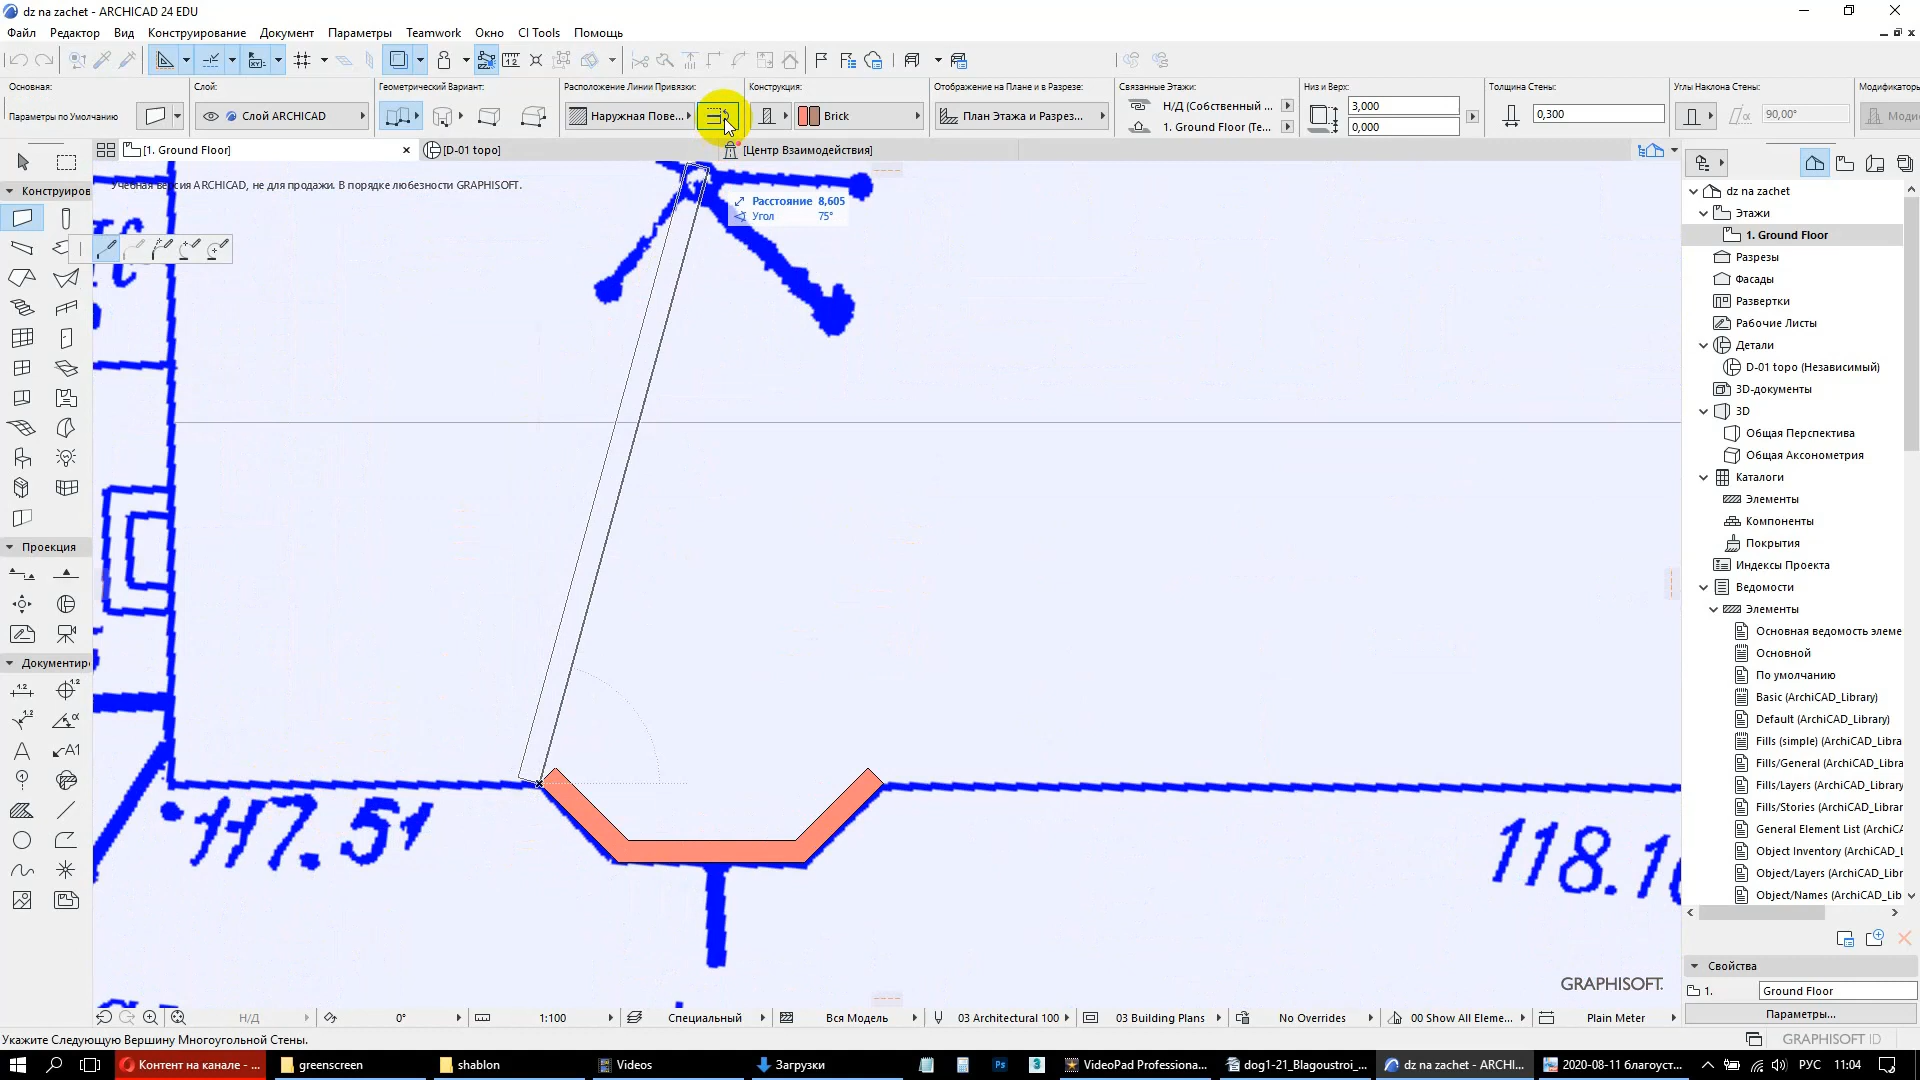 dz na zachet - ARCHICAD 24 EDU
Файл Редактор Вид Конструирование Документ Параметры Teamwork Окно CI Tools Помощь
Основная: Слой: Геометрический Вариант: Расположение Линии Привязки: Конструкция: Отображение на Плане и в Разрезе: Связанные Этажи: Низ и Верх: Толщина Стены: Углы Наклона Стены: Модификаторь
Параметры по Умолчанию Слой ARCHICAD Наружная Пове... Brick План Этажа и Разрез... Н/Д (Собственный ... 3,000 0,300 90,00°
1. Ground Floor (Те... 0,000
[1. Ground Floor] [D-01 topo] [Центр Взаимодействия]
Учебная версия ARCHICAD, не для продажи. В порядке любезности GRAPHISOFT.
Расстояние 8,605
Угол 75°
Конструиров
Проекция
Документирс
1.2
1.2
A A1
117.51
118.10
GRAPHISOFT.
dz na zachet
Этажи
1. Ground Floor
Разрезы
Фасады
Развертки
Рабочие Листы
Детали
D-01 topo (Независимый)
3D-документы
3D
Общая Перспектива
Общая Аксонометрия
Каталоги
Элементы
Компоненты
Покрытия
Индексы Проекта
Ведомости
Элементы
Основная ведомость элеме
Основной
По умолчанию
Basic (ArchiCAD_Library)
Default (ArchiCAD_Library)
Fills (simple) (ArchiCAD_Libra
Fills/General (ArchiCAD_Libra
Fills/Layers (ArchiCAD_Librar
Fills/Stories (ArchiCAD_Librar
General Element List (ArchiCA
Object Inventory (ArchiCAD_L
Object/Layers (ArchiCAD_Libr
Object/Names (ArchiCAD_Lib
Свойства
1. Ground Floor
Параметры...
Н/Д 0° 1:100 Специальный Вся Модель 03 Architectural 100 03 Building Plans No Overrides 00 Show All Eleme... Plain Meter
Укажите Следующую Вершину Многоугольной Стены.
GRAPHISOFT ID
Контент на канале - ... greenscreen shablon Videos Загрузки VideoPad Professiona... dog1-21_Blagoustroi_... dz na zachet - ARCHI... 2020-08-11 благоуст... РУС 11:04